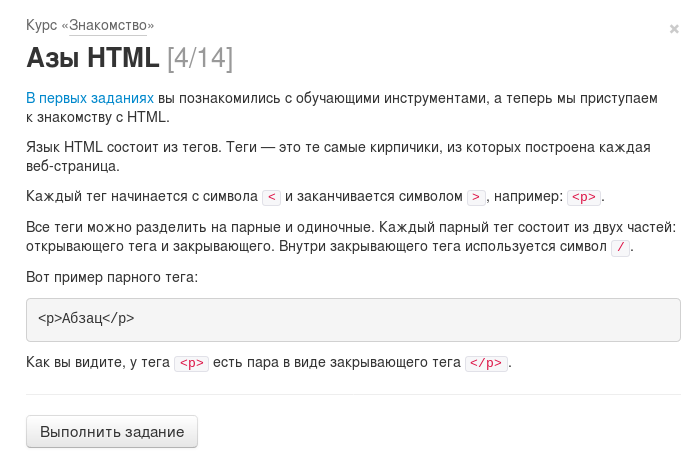 Курс «Знакомство»
×
Азы HTML [4/14]
В первых заданиях вы познакомились с обучающими инструментами, а теперь мы приступаем
к знакомству с HTML.
Язык HTML состоит из тегов. Теги — это те самые кирпичики, из которых построена каждая
веб-страница.
Каждый тег начинается с символа < и заканчивается символом >, например: <p>.
Все теги можно разделить на парные и одиночные. Каждый парный тег состоит из двух частей:
открывающего тега и закрывающего. Внутри закрывающего тега используется символ /.
Вот пример парного тега:
<p>Абзац</p>
Как вы видите, у тега <p> есть пара в виде закрывающего тега </p>.
Выполнить задание